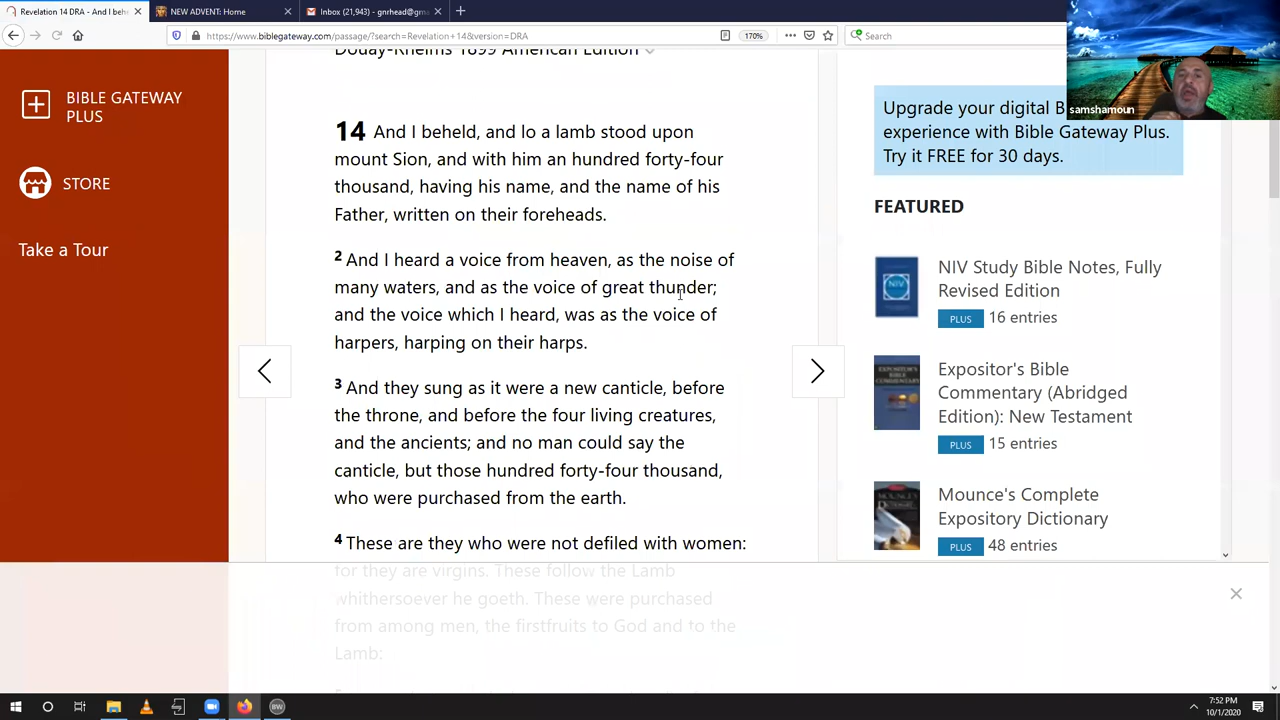 Revelation 14 DRA - And I behe
NEW ADVENT: Home
Inbox (21,943) - gnrhead@gma
https://www.biblegateway.com/passage/?search=Revelation+14&version=DRA
170%
Search
samshamoun
BIBLE GATEWAY
PLUS
STORE
Take a Tour
Douay-Rheims 1899 American Edition
14 And I beheld, and lo a lamb stood upon
mount Sion, and with him an hundred forty-four
thousand, having his name, and the name of his
Father, written on their foreheads.
2 And I heard a voice from heaven, as the noise of
many waters, and as the voice of great thunder;
and the voice which I heard, was as the voice of
harpers, harping on their harps.
3 And they sung as it were a new canticle, before
the throne, and before the four living creatures,
and the ancients; and no man could say the
canticle, but those hundred forty-four thousand,
who were purchased from the earth.
4 These are they who were not defiled with women:
for they are virgins. These follow the Lamb
whithersoever he goeth. These were purchased
from among men, the firstfruits to God and to the
Lamb:
Upgrade your digital B
experience with Bible Gateway Plus.
Try it FREE for 30 days.
FEATURED
NIV
NIV Study Bible Notes, Fully
Revised Edition
PLUS 16 entries
Expositor's Bible
Commentary (Abridged
Edition): New Testament
PLUS 15 entries
Mounce's Complete
Expository Dictionary
PLUS 48 entries
BW
7:52 PM
10/1/2020